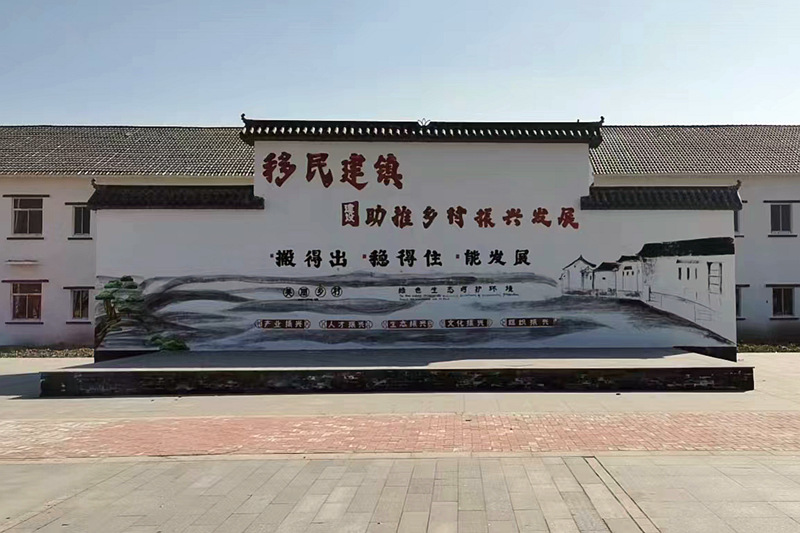 移民建镇
建设 助推乡村振兴发展
搬得出 稳得住 能发展
美丽乡村 绿色生态呵护环境
产业振兴 人才振兴 生态振兴 文化振兴 组织振兴